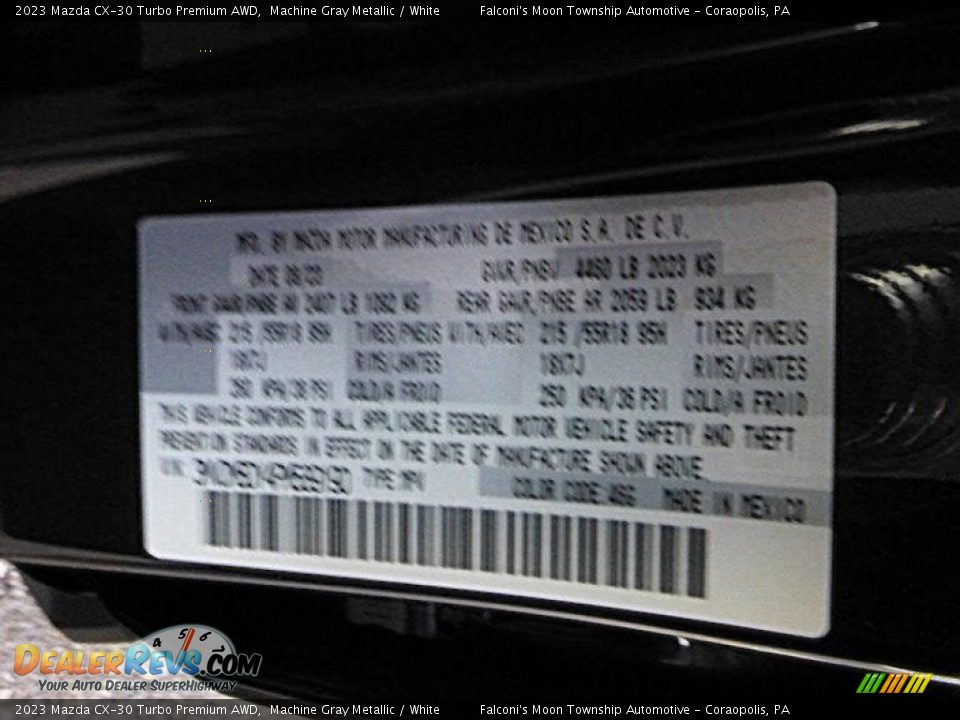 2023 Mazda CX-30 Turbo Premium AWD, Machine Gray Metallic / White Falconi's Moon Township Automotive - Coraopolis, PA
MFD. BY MAZDA MOTOR MANUFACTURING DE MEXICO S.A. DE C.V.
DATE GVWR/PNBV 4460 LB 2023 KG
FRONT GAWR/PNBE AV 2407 LB 1092 KG REAR GAWR/PNBE AR 2059 LB 934 KG
WITH/AVEC 215 /55R18 95H TIRES/PNEUS WITH/AVEC 215 /55R18 95H TIRES/PNEUS
18X7J RIMS/JANTES 18X7J RIMS/JANTES
250 KPA/36 PSI COLD/A FROID 250 KPA/36 PSI COLD/A FROID
THIS VEHICLE CONFORMS TO ALL APPLICABLE FEDERAL MOTOR VEHICLE SAFETY AND THEFT
PREVENTION STANDARDS IN EFFECT ON THE DATE OF MANUFACTURE SHOWN ABOVE.
V.I.N. TYPE:MPV COLOR CODE:46G MADE IN MEXICO
4 5 6
DEALERREVS.COM
YOUR AUTO DEALER SUPERHIGHWAY
2023 Mazda CX-30 Turbo Premium AWD, Machine Gray Metallic / White Falconi's Moon Township Automotive - Coraopolis, PA